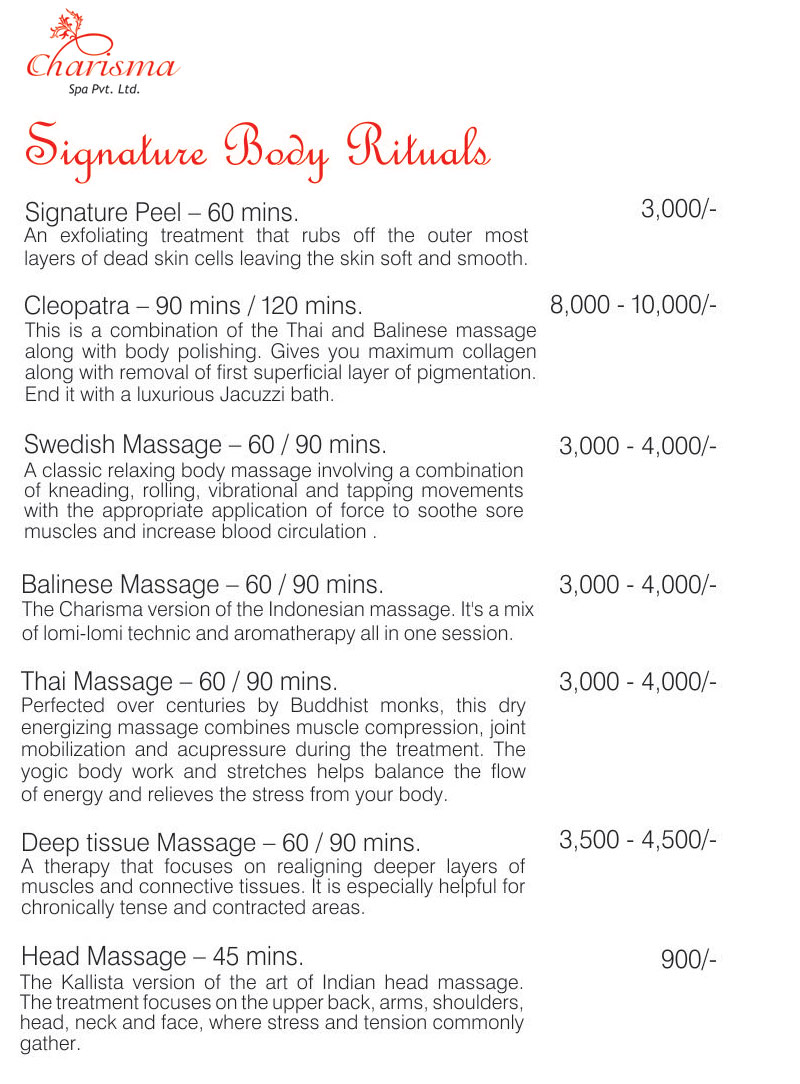 Charisma
Spa Pvt. Ltd.
Signature Body Rituals
Signature Peel – 60 mins. 3,000/-
An exfoliating treatment that rubs off the outer most
layers of dead skin cells leaving the skin soft and smooth.
Cleopatra – 90 mins / 120 mins. 8,000 - 10,000/-
This is a combination of the Thai and Balinese massage
along with body polishing. Gives you maximum collagen
along with removal of first superficial layer of pigmentation.
End it with a luxurious Jacuzzi bath.
Swedish Massage – 60 / 90 mins. 3,000 - 4,000/-
A classic relaxing body massage involving a combination
of kneading, rolling, vibrational and tapping movements
with the appropriate application of force to soothe sore
muscles and increase blood circulation .
Balinese Massage – 60 / 90 mins. 3,000 - 4,000/-
The Charisma version of the Indonesian massage. It's a mix
of lomi-lomi technic and aromatherapy all in one session.
Thai Massage – 60 / 90 mins. 3,000 - 4,000/-
Perfected over centuries by Buddhist monks, this dry
energizing massage combines muscle compression, joint
mobilization and acupressure during the treatment. The
yogic body work and stretches helps balance the flow
of energy and relieves the stress from your body.
Deep tissue Massage – 60 / 90 mins. 3,500 - 4,500/-
A therapy that focuses on realigning deeper layers of
muscles and connective tissues. It is especially helpful for
chronically tense and contracted areas.
Head Massage – 45 mins. 900/-
The Kallista version of the art of Indian head massage.
The treatment focuses on the upper back, arms, shoulders,
head, neck and face, where stress and tension commonly
gather.